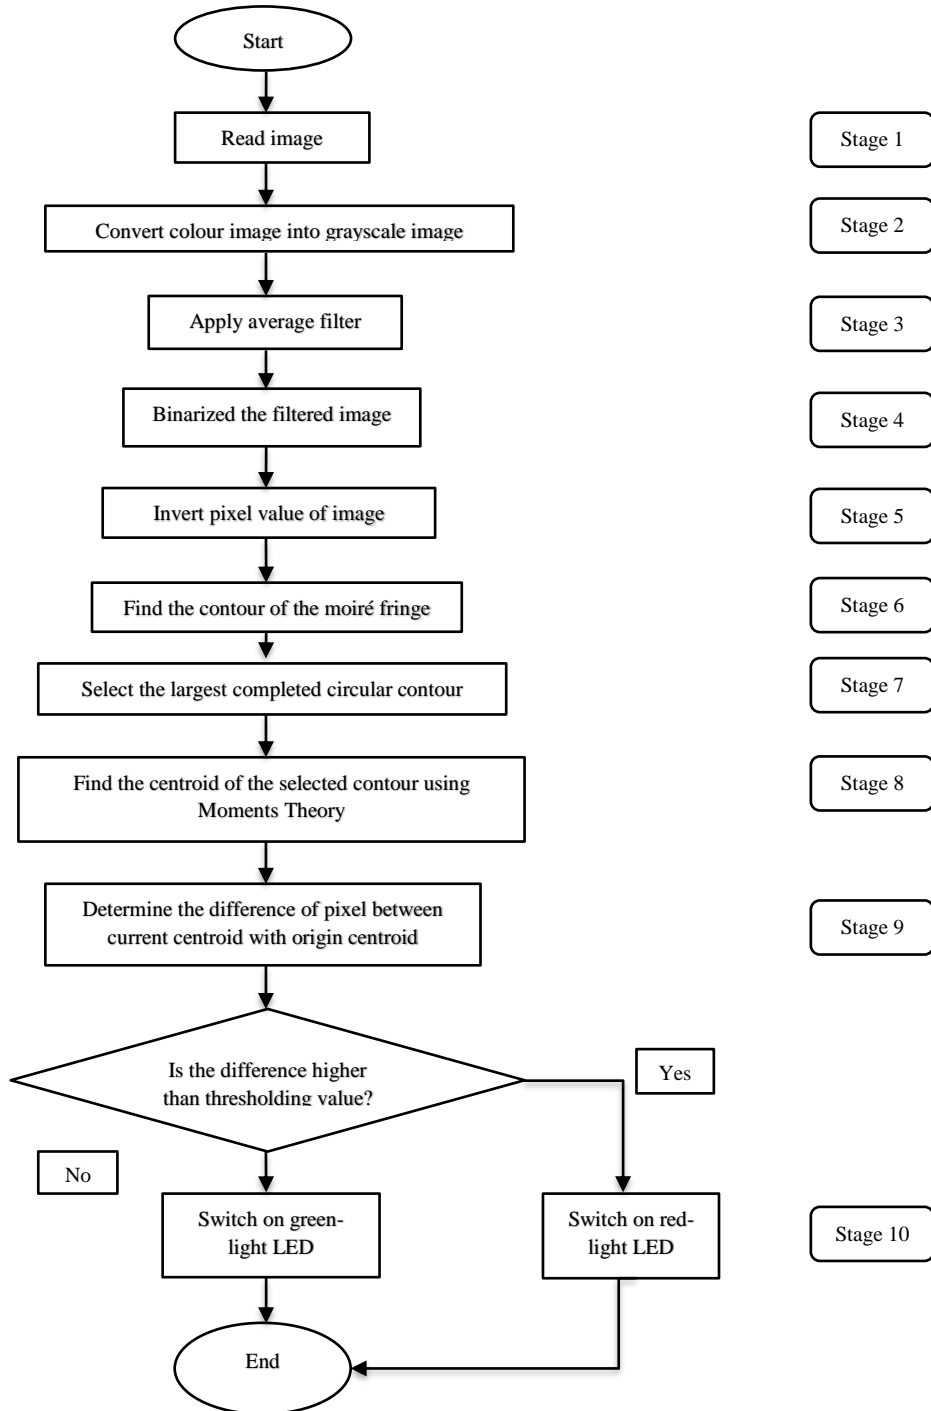 Start
Read image
Stage 1
Convert colour image into grayscale image
Stage 2
Apply average filter
Stage 3
Binarized the filtered image
Stage 4
Invert pixel value of image
Stage 5
Find the contour of the moiré fringe
Stage 6
Select the largest completed circular contour
Stage 7
Find the centroid of the selected contour using
Moments Theory
Stage 8
Determine the difference of pixel between
current centroid with origin centroid
Stage 9
Is the difference higher
than thresholding value?
Yes
No
Switch on green-
light LED
Switch on red-
light LED
Stage 10
End